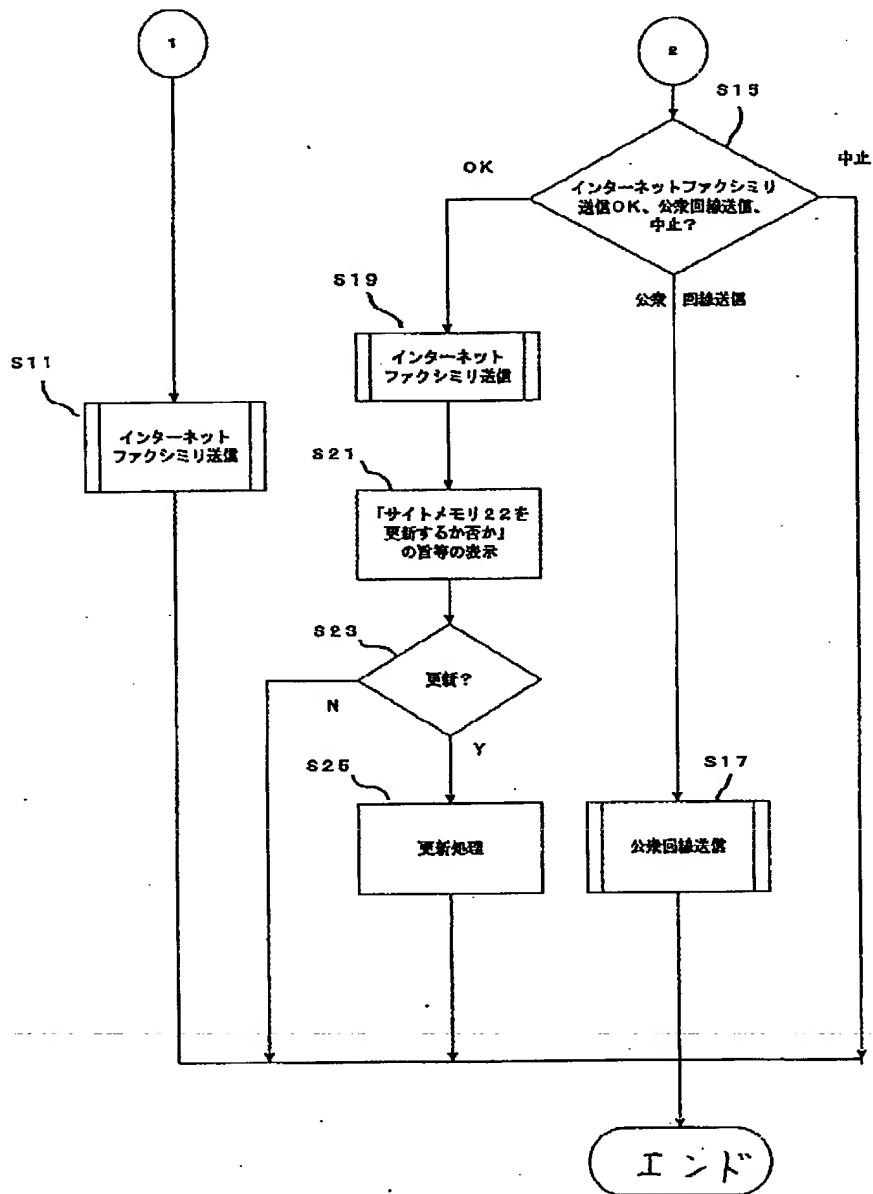 1
2
S15
OK
中止
インターネットファクシミリ
送信OK、公衆回線送信、
中止?
公衆 回線送信
S19
インターネット
ファクシミリ送信
S11
インターネット
ファクシミリ送信
S21
「サイトメモリ22を
更新するか否か」
の旨等の表示
S23
更新?
N
Y
S25
更新処理
S17
公衆回線送信
エンド